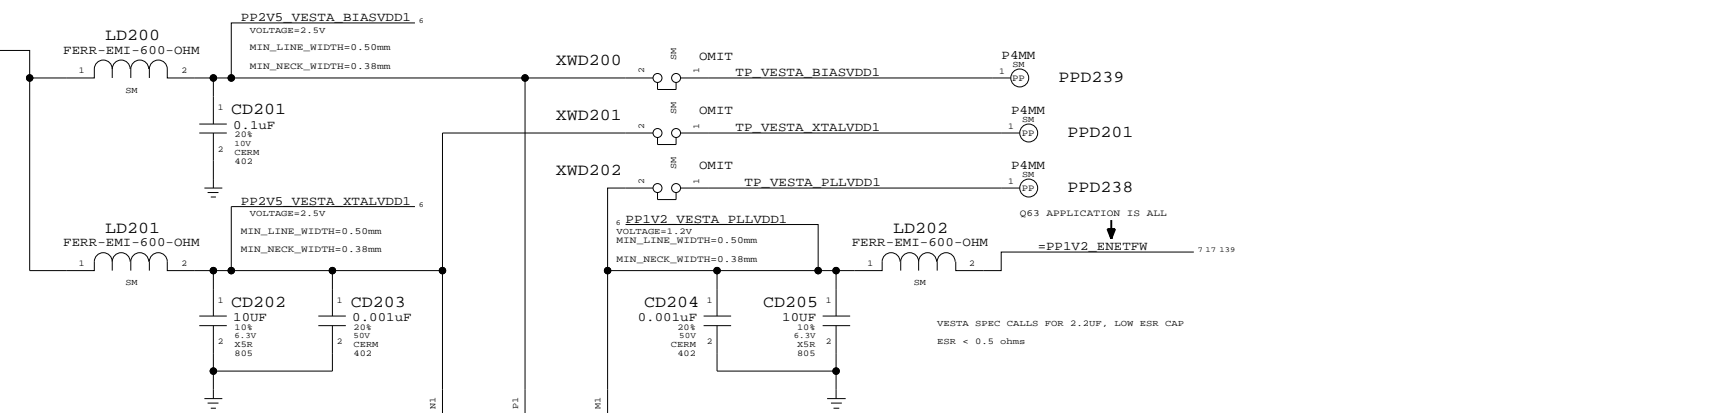 PP2V5_VESTA_BIASVDD1 6
VOLTAGE=2.5V
MIN_LINE_WIDTH=0.50mm
MIN_NECK_WIDTH=0.38mm
LD200
FERR-EMI-600-OHM
1 2
SM
CD201
1
0.1uF
20%
10V
2
CERM
402
XWD200
SM
OMIT
2 1
TP_VESTA_BIASVDD1
P4MM
SM
1 PP
PPD239
XWD201
SM
OMIT
2 1
TP_VESTA_XTALVDD1
P4MM
SM
1 PP
PPD201
XWD202
SM
OMIT
2 1
TP_VESTA_PLLVDD1
P4MM
SM
1 PP
PPD238
PP2V5_VESTA_XTALVDD1 6
VOLTAGE=2.5V
MIN_LINE_WIDTH=0.50mm
MIN_NECK_WIDTH=0.38mm
LD201
FERR-EMI-600-OHM
1 2
SM
6 PP1V2_VESTA_PLLVDD1
VOLTAGE=1.2V
MIN_LINE_WIDTH=0.50mm
MIN_NECK_WIDTH=0.38mm
LD202
FERR-EMI-600-OHM
1 2
SM
Q63 APPLICATION IS ALL
=PP1V2_ENETFW
7 17 139
1 CD202
10UF
10%
6.3V
2 X5R
805
1 CD203
0.001uF
20%
50V
2 CERM
402
CD204 1
0.001uF
20%
50V
CERM 2
402
CD205 1
10UF
10%
6.3V
X5R 2
805
VESTA SPEC CALLS FOR 2.2UF, LOW ESR CAP
ESR < 0.5 ohms
N1
P1
M1